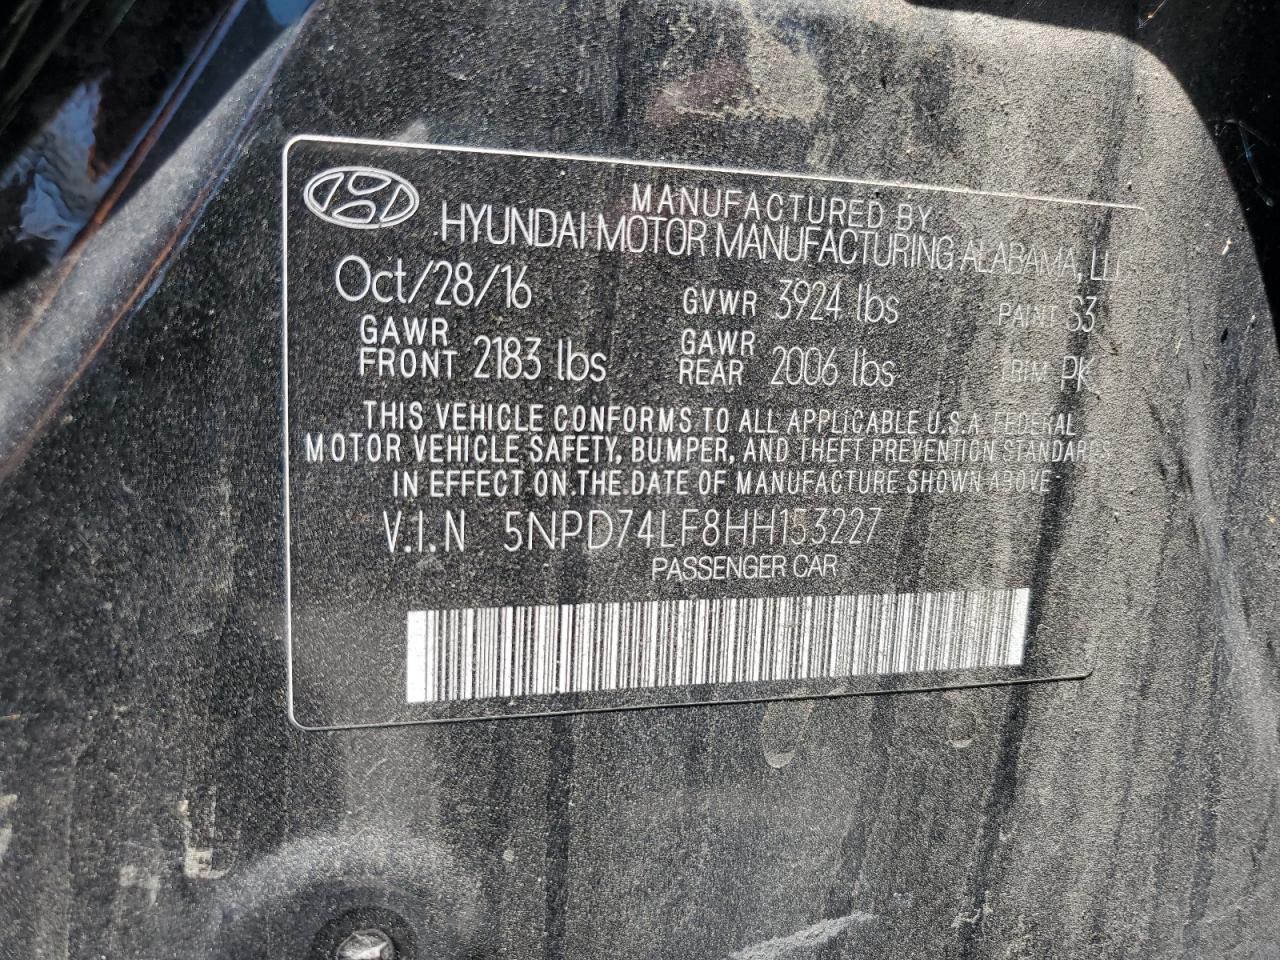 MANUFACTURED BY
HYUNDAI MOTOR MANUFACTURING ALABAMA, LLC
Oct/28/16 GVWR 3924 lbs PAINT S3
GAWR FRONT 2183 lbs GAWR REAR 2006 lbs TRIM PK
THIS VEHICLE CONFORMS TO ALL APPLICABLE U.S.A. FEDERAL
MOTOR VEHICLE SAFETY, BUMPER, AND THEFT PREVENTION STANDARDS
IN EFFECT ON THE DATE OF MANUFACTURE SHOWN ABOVE
V.I.N 5NPD74LF8HH153227
PASSENGER CAR